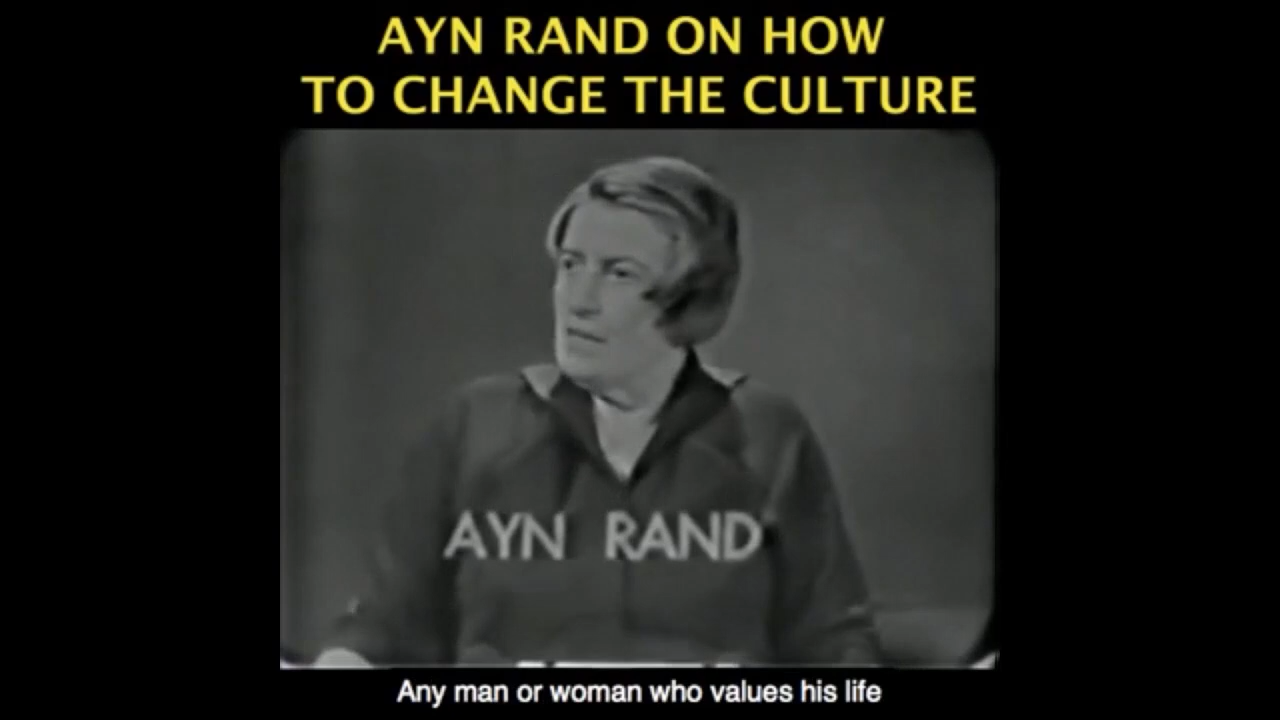 AYN RAND ON HOW
TO CHANGE THE CULTURE
AYN RAND
Any man or woman who values his life